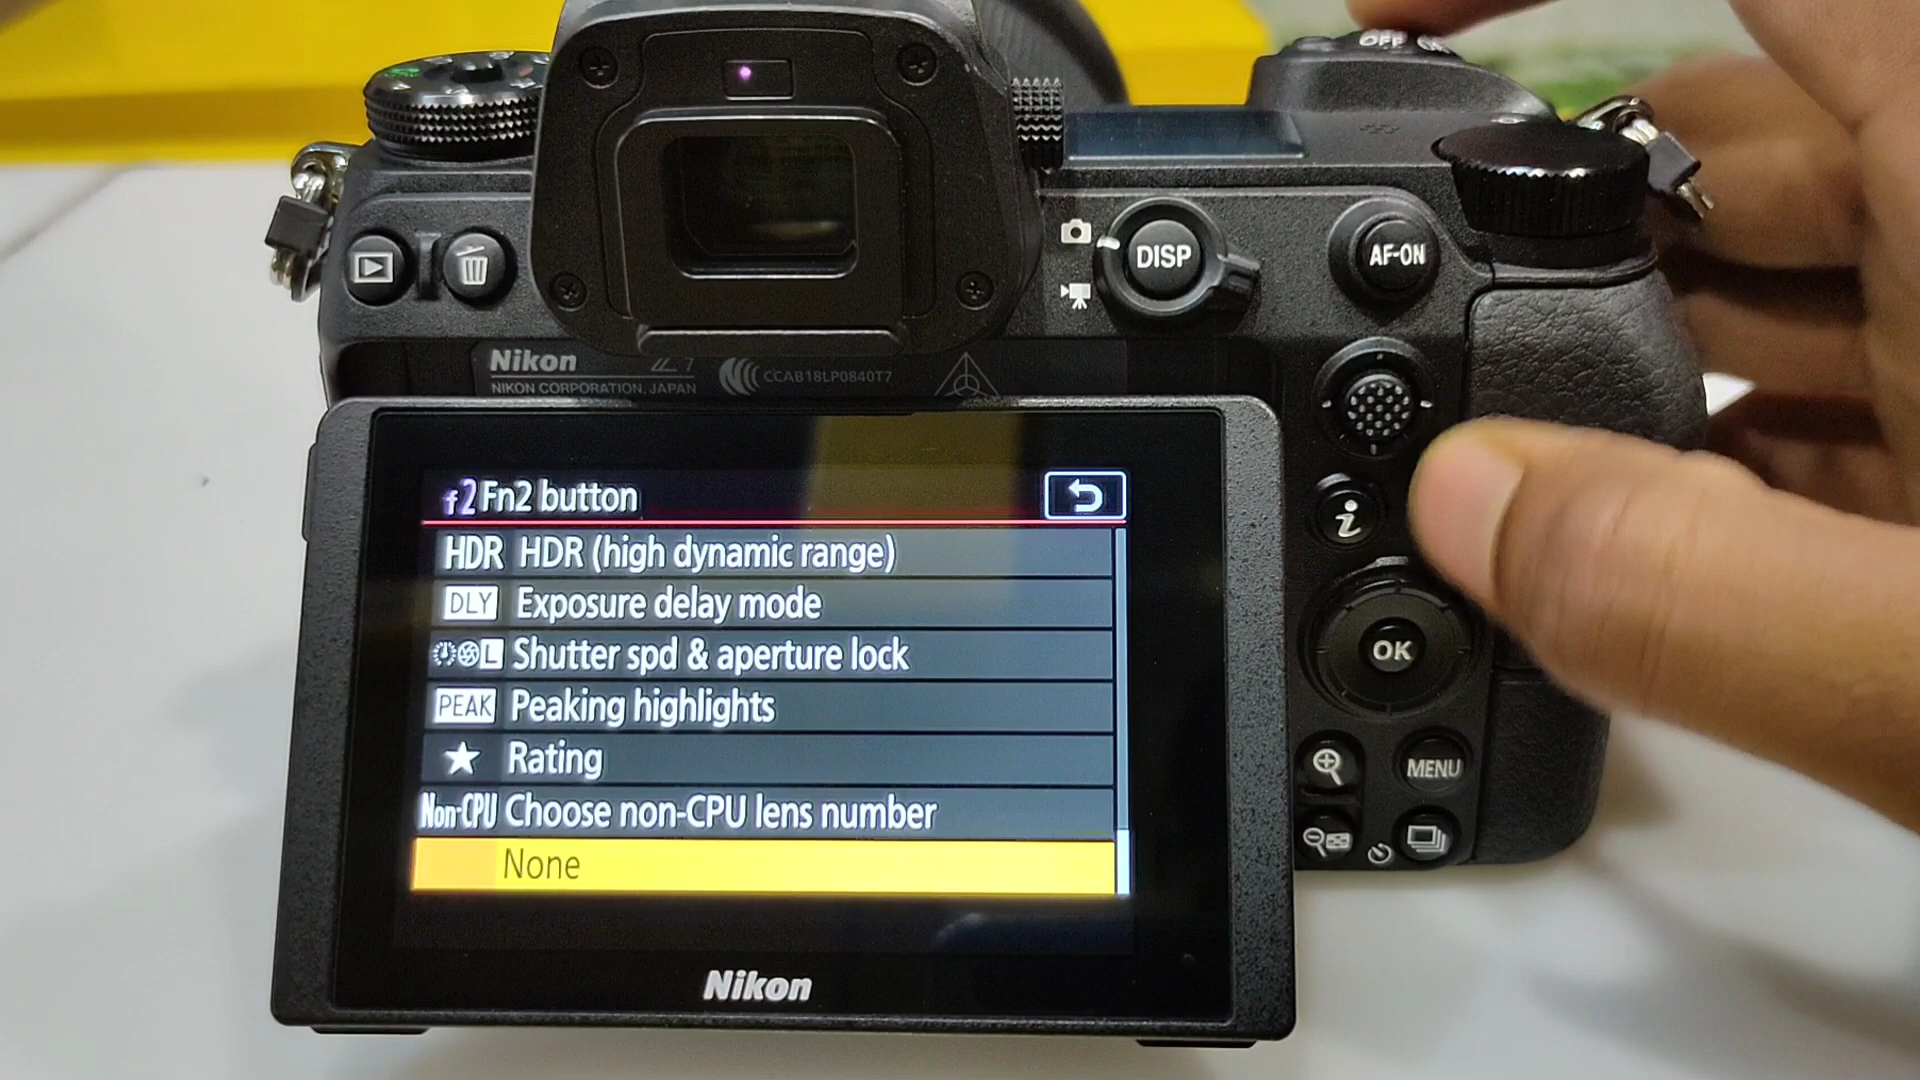 OFF ON
DISP
AF-ON
Nikon Z 7
NIKON CORPORATION, JAPAN
CCAB18LP0840T7
f2 Fn2 button
HDR HDR (high dynamic range)
DLY Exposure delay mode
L Shutter spd & aperture lock
PEAK Peaking highlights
Rating
Non-CPU Choose non-CPU lens number
None
i
OK
MENU
Nikon